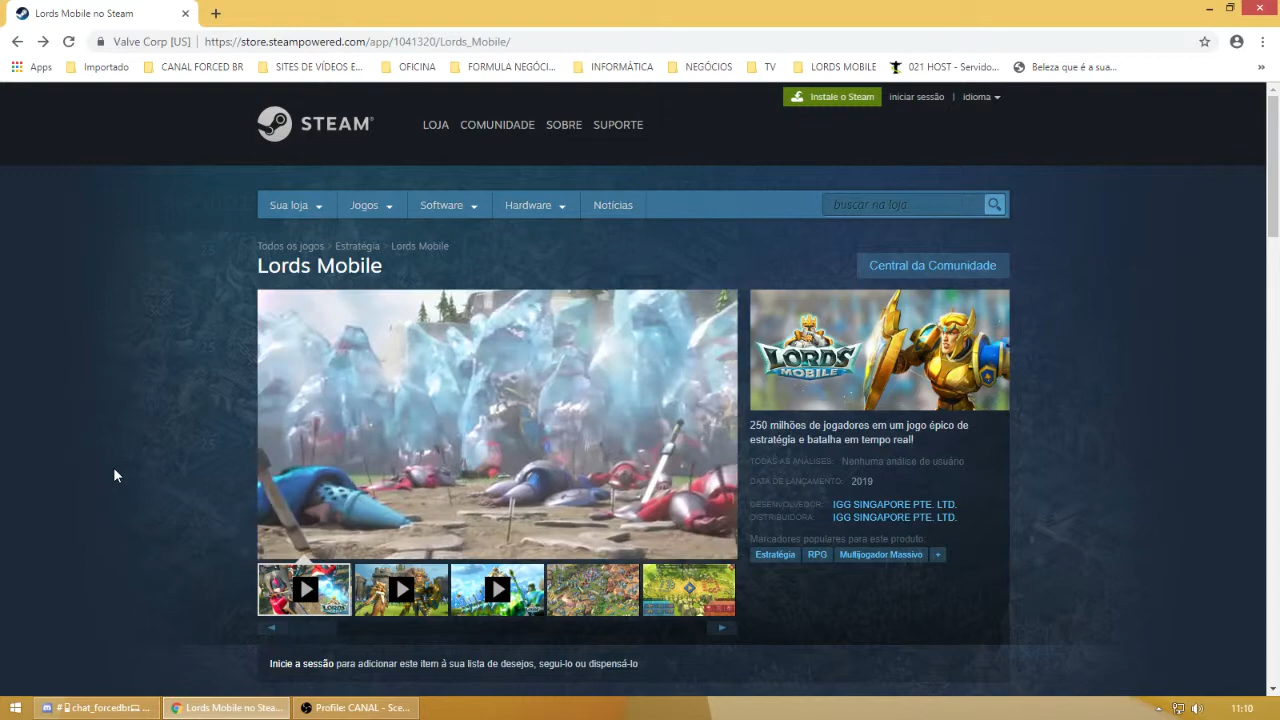 Lords Mobile no Steam
Valve Corp [US] | https://store.steampowered.com/app/1041320/Lords_Mobile/
Apps Importado CANAL FORCED BR SITES DE VÍDEOS E... OFICINA FORMULA NEGÓCI... INFORMÁTICA NEGÓCIOS TV LORDS MOBILE 021 HOST - Servido... Beleza que é a sua... »
Instale o Steam iniciar sessão | idioma
STEAM® LOJA COMUNIDADE SOBRE SUPORTE
Sua loja Jogos Software Hardware Notícias buscar na loja
Todos os jogos > Estratégia > Lords Mobile
Lords Mobile
Central da Comunidade
LORDS
MOBILE
250 milhões de jogadores em um jogo épico de
estratégia e batalha em tempo real!
TODAS AS ANÁLISES: Nenhuma análise de usuário
DATA DE LANÇAMENTO: 2019
DESENVOLVEDOR: IGG SINGAPORE PTE. LTD.
DISTRIBUIDORA: IGG SINGAPORE PTE. LTD.
Marcadores populares para este produto:
Estratégia RPG Multijogador Massivo +
Inicie a sessão para adicionar este item à sua lista de desejos, segui-lo ou dispensá-lo
Lords Mobile no Stea... Profile: CANAL - Sce... 11:10